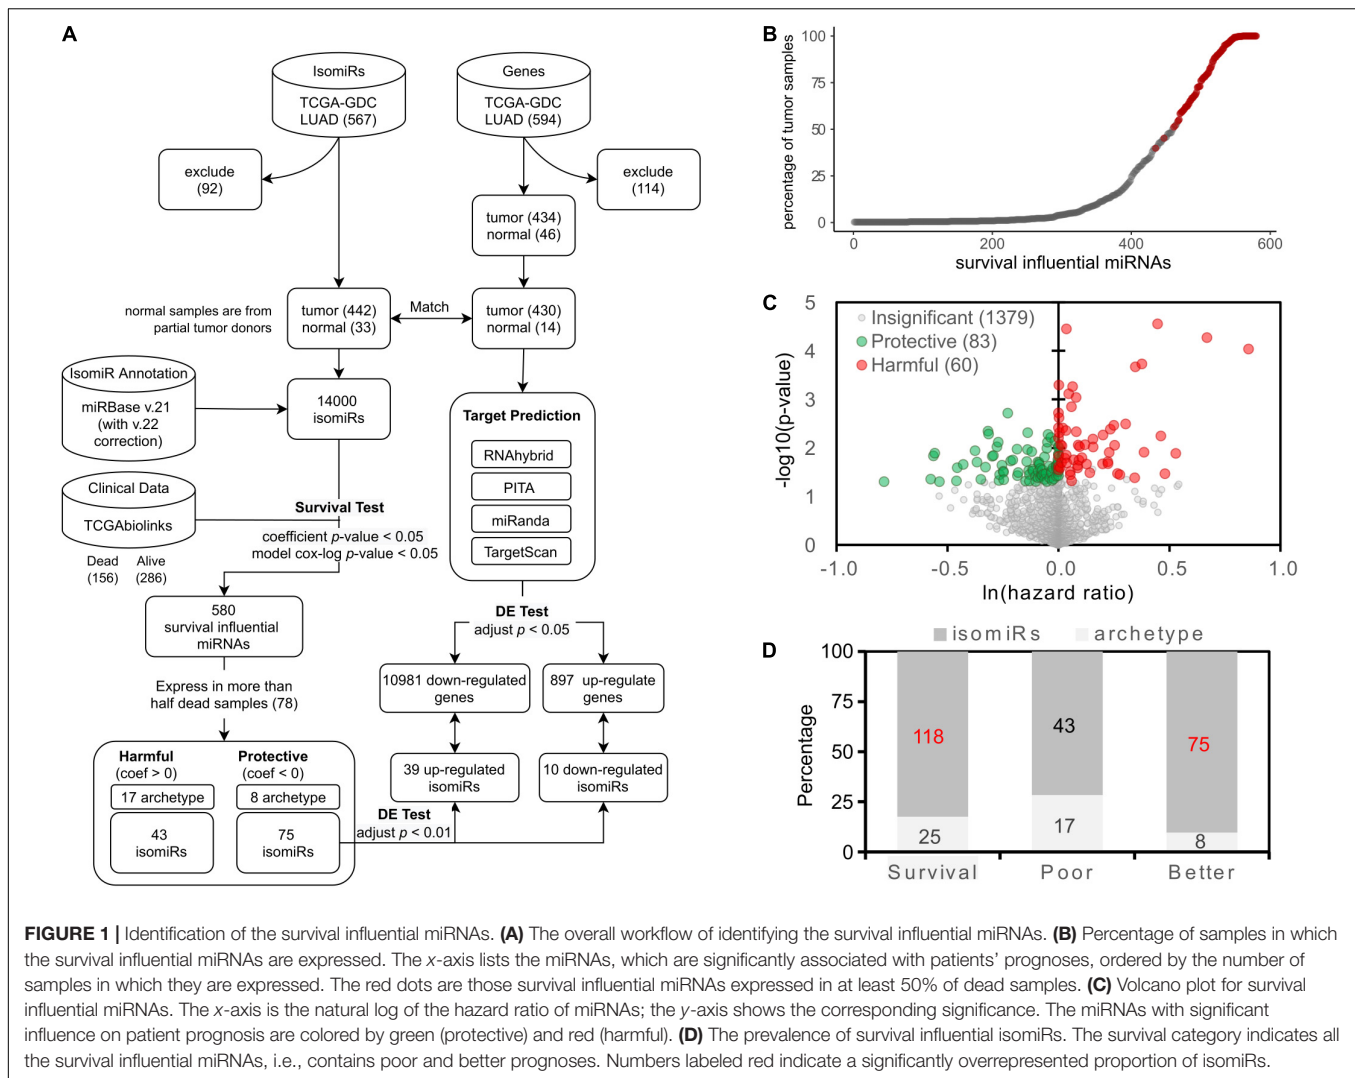 A
IsomiRs
TCGA-GDC
LUAD (567)
Genes
TCGA-GDC
LUAD (594)
exclude
(92)
exclude
(114)
tumor (434)
normal (46)
normal samples are from
partial tumor donors
tumor (442)
normal (33)
Match
tumor (430)
normal (14)
IsomiR Annotation
miRBase v.21
(with v.22
correction)
14000
isomiRs
Target Prediction
RNAhybrid
PITA
miRanda
TargetScan
Clinical Data
TCGAbiolinks
Dead
(156)
Alive
(286)
Survival Test
coefficient p-value < 0.05
model cox-log p-value < 0.05
580
survival influential
miRNAs
DE Test
adjust p < 0.05
Express in more than
half dead samples (78)
10981 down-regulated
genes
897 up-regulate
genes
Harmful
(coef > 0)
17 archetype
43
isomiRs
Protective
(coef < 0)
8 archetype
75
isomiRs
39 up-regulated
isomiRs
10 down-regulated
isomiRs
DE Test
adjust p < 0.01
B
percentage of tumor samples
100
75
50
25
0
0
200
400
600
survival influential miRNAs
C
-log10(p-value)
5
4
3
2
1
0
Insignificant (1379)
Protective (83)
Harmful (60)
-1.0
-0.5
0.0
0.5
1.0
ln(hazard ratio)
D
isomiRs
archetype
Percentage
100
75
50
25
0
118
43
75
25
17
8
Survival
Poor
Better
FIGURE 1 | Identification of the survival influential miRNAs. (A) The overall workflow of identifying the survival influential miRNAs. (B) Percentage of samples in which
the survival influential miRNAs are expressed. The x-axis lists the miRNAs, which are significantly associated with patients’ prognoses, ordered by the number of
samples in which they are expressed. The red dots are those survival influential miRNAs expressed in at least 50% of dead samples. (C) Volcano plot for survival
influential miRNAs. The x-axis is the natural log of the hazard ratio of miRNAs; the y-axis shows the corresponding significance. The miRNAs with significant
influence on patient prognosis are colored by green (protective) and red (harmful). (D) The prevalence of survival influential isomiRs. The survival category indicates all
the survival influential miRNAs, i.e., contains poor and better prognoses. Numbers labeled red indicate a significantly overrepresented proportion of isomiRs.